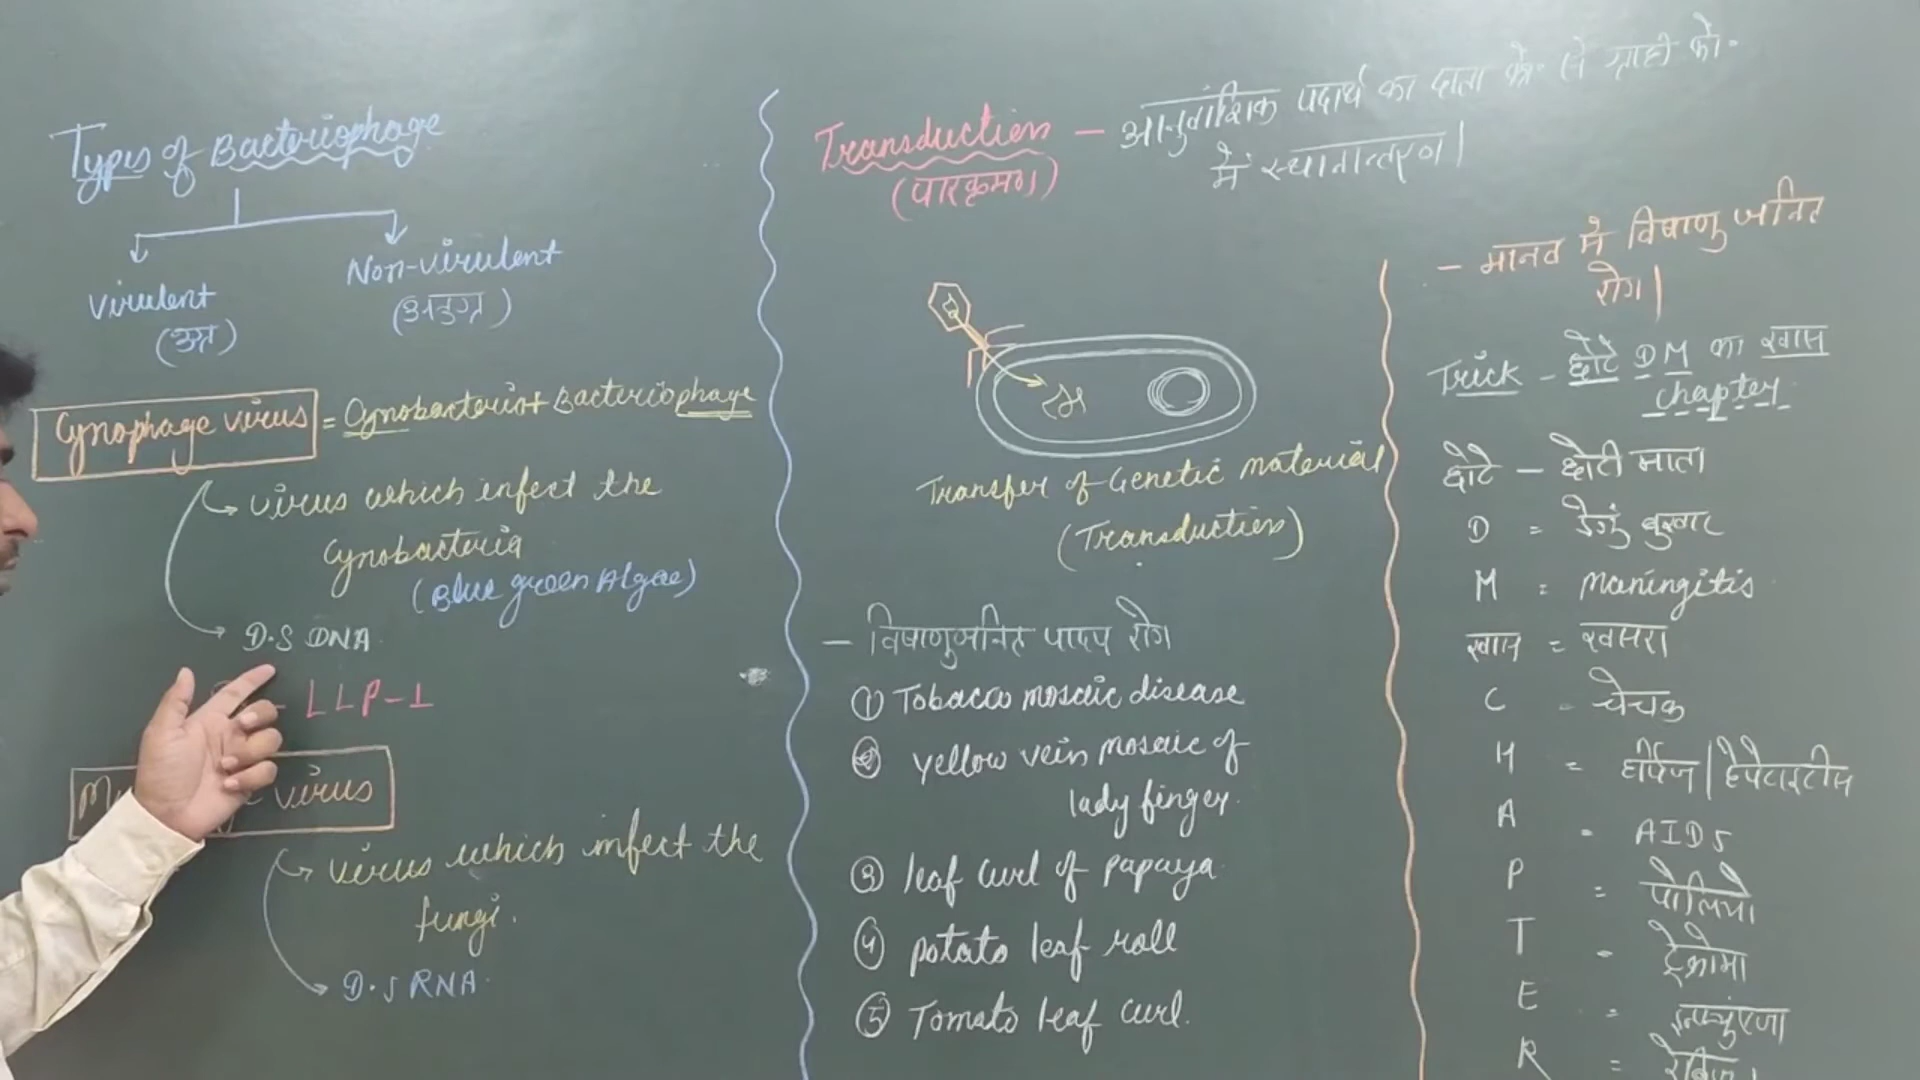 Types of Bacteriophage
Virulent
(उग्र)
Non-virulent
(अनुग्र)
Cynophage virus = Cynobacteria+ Bacteriophage
virus which infect the
Cynobacteria
(Blue green Algae)
D.S DNA
- LLP-1
virus
virus which infect the
fungi.
D.S RNA.
Transduction - आनुवांशिक पदार्थ का दाता को. से ग्राही को.
(पारक्रमण)
में स्थानान्तरण।
Transfer of Genetic material
(Transduction)
- विषाणुजनित पादप रोग
① Tobacco mosaic disease
② yellow vein mosaic of
lady finger.
③ leaf curl of papaya
④ potato leaf roll
⑤ Tomato leaf curl.
- मानव में विषाणु जनित
रोग।
Trick - छोटे DM का खास
chapter.
छोटे - छोटी माता
D = डेंगुं बुखार
M = Maningitis
खास = खसरा
C - चेचक
H = हर्पिज | हेपेटाइटिस
A - AIDS
P = पोलियो
T - ट्रेकोमा
E = इन्फ्लुएंजा
R = रेबिज।